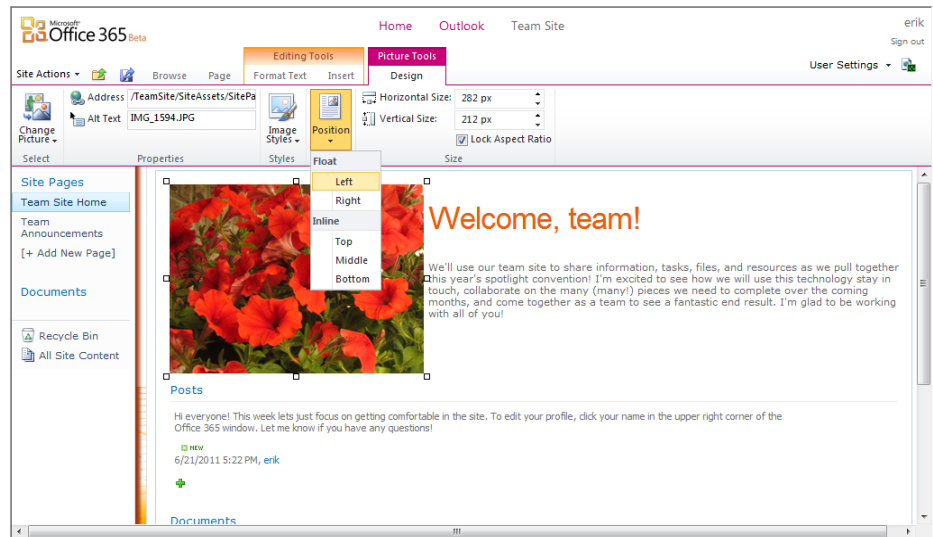 Microsoft
Office 365 Beta
Home Outlook Team Site
erik
Sign out
Editing Tools Picture Tools
User Settings
Site Actions Browse Page Format Text Insert Design
Address /TeamSite/SiteAssets/SitePa
Alt Text IMG_1594.JPG
Change
Picture
Image
Styles
Position
Horizontal Size: 282 px
Vertical Size: 212 px
Lock Aspect Ratio
Select Properties Styles Size
Float
Left
Right
Inline
Top
Middle
Bottom
Site Pages
Team Site Home
Team
Announcements
[+ Add New Page]
Documents
Recycle Bin
All Site Content
Welcome, team!
We'll use our team site to share information, tasks, files, and resources as we pull together
this year's spotlight convention! I'm excited to see how we will use this technology stay in
touch, collaborate on the many (many!) pieces we need to complete over the coming
months, and come together as a team to see a fantastic end result. I'm glad to be working
with all of you!
Posts
Hi everyone! This week lets just focus on getting comfortable in the site. To edit your profile, click your name in the upper right corner of the
Office 365 window. Let me know if you have any questions!
NEW
6/21/2011 5:22 PM, erik
Documents